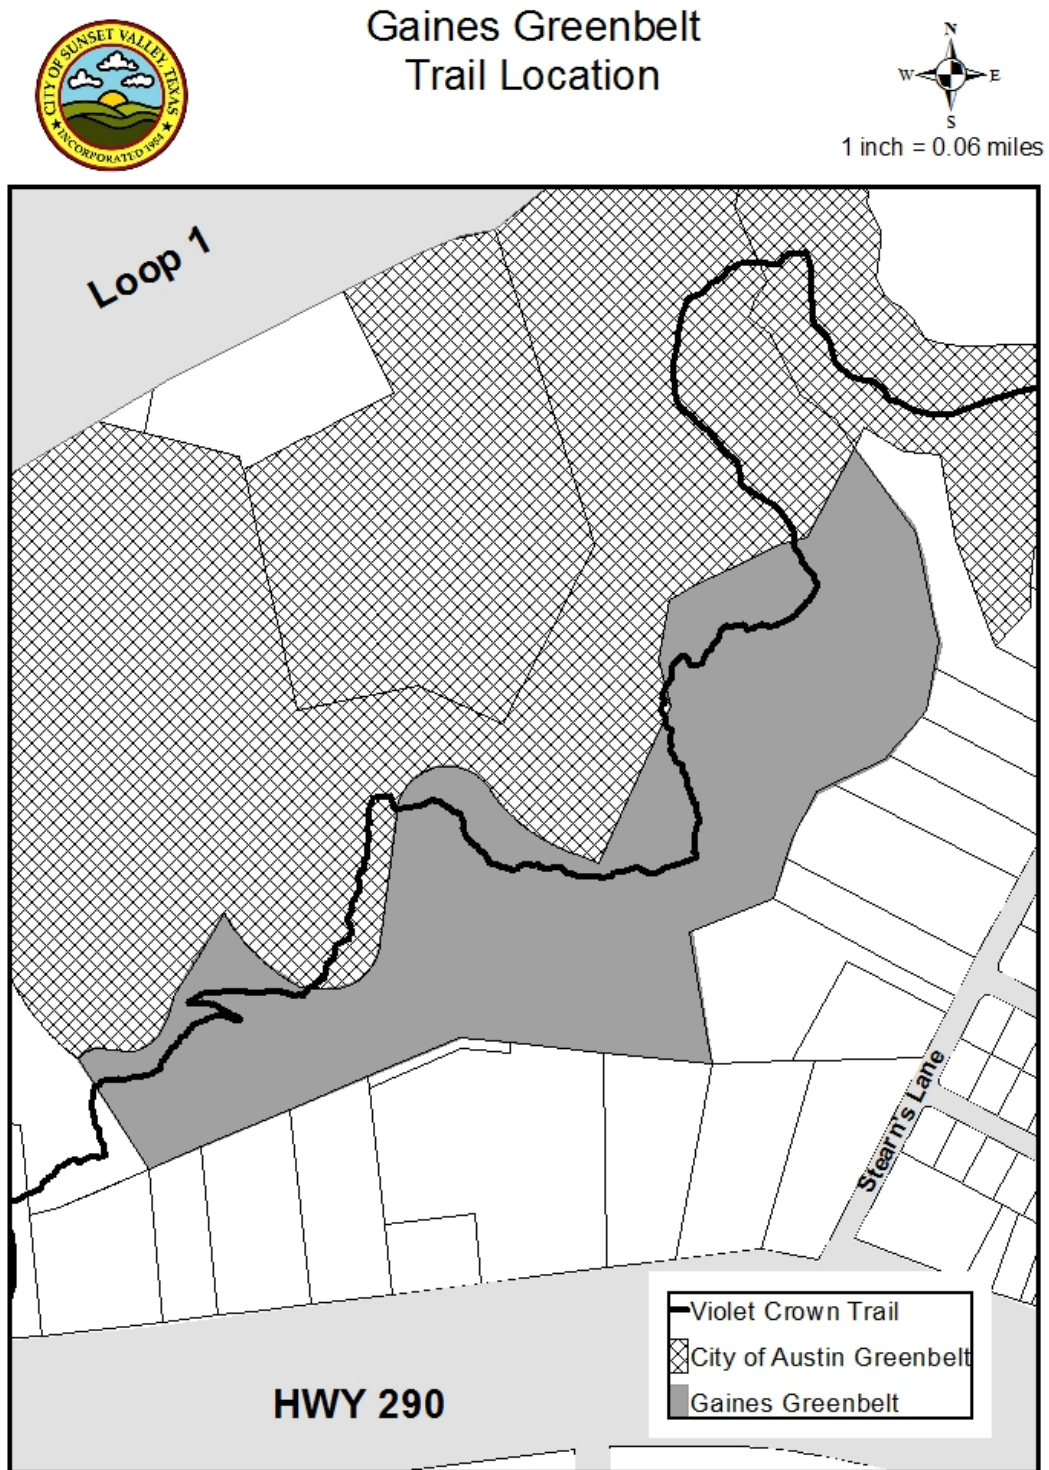 Gaines Greenbelt
Trail Location
CITY OF SUNSET VALLEY, TEXAS
★ INCORPORATED 1954 ★
N
W E
S
1 inch = 0.06 miles
Loop 1
Stearn's Lane
HWY 290
Violet Crown Trail
City of Austin Greenbelt
Gaines Greenbelt